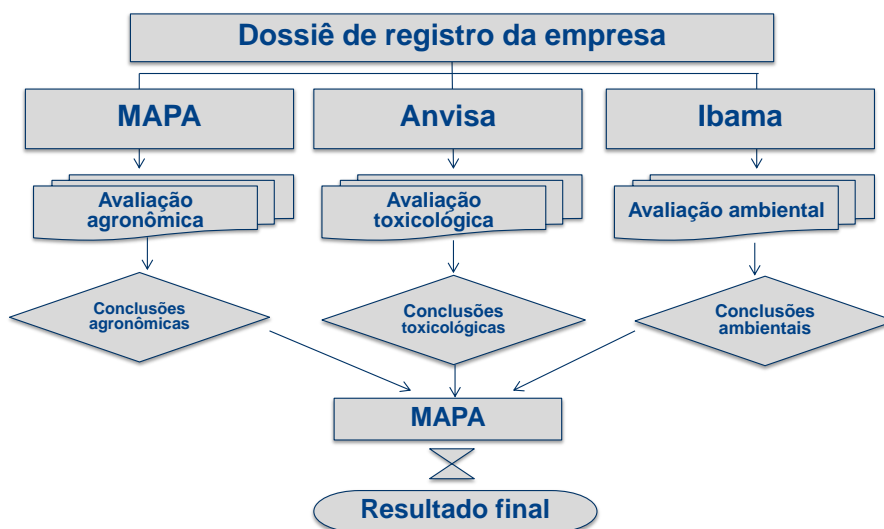 Dossiê de registro da empresa
MAPA
Anvisa
Ibama
Avaliação
agronômica
Avaliação
toxicológica
Avaliação ambiental
Conclusões
agronômicas
Conclusões
toxicológicas
Conclusões
ambientais
MAPA
Resultado final